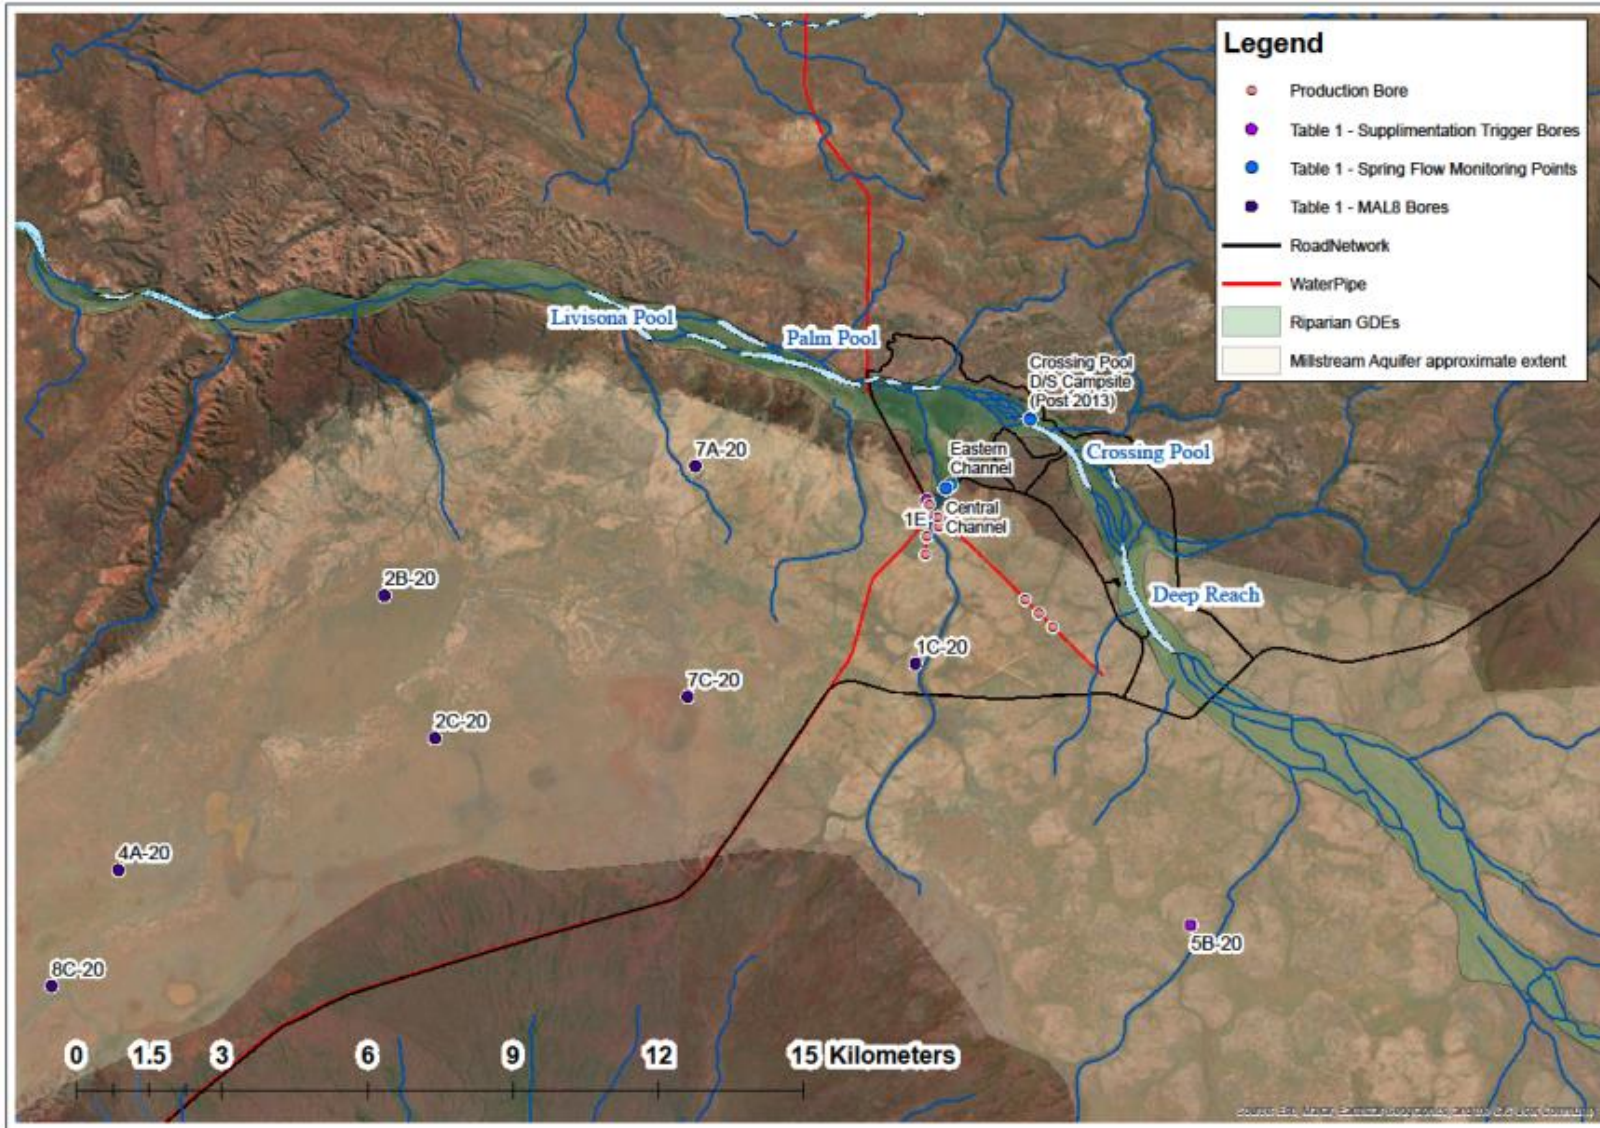 Legend
Production Bore
Table 1 - Supplimentation Trigger Bores
Table 1 - Spring Flow Monitoring Points
Table 1 - MAL8 Bores
RoadNetwork
WaterPipe
Riparian GDEs
Millstream Aquifer approximate extent
Livisona Pool
Palm Pool
Crossing Pool
D/S Campsite
(Post 2013)
Crossing Pool
Eastern
Channel
7A-20
1E
Central
Channel
2B-20
Deep Reach
1C-20
7C-20
2C-20
4A-20
5B-20
8C-20
0 1.5 3 6 9 12 15 Kilometers